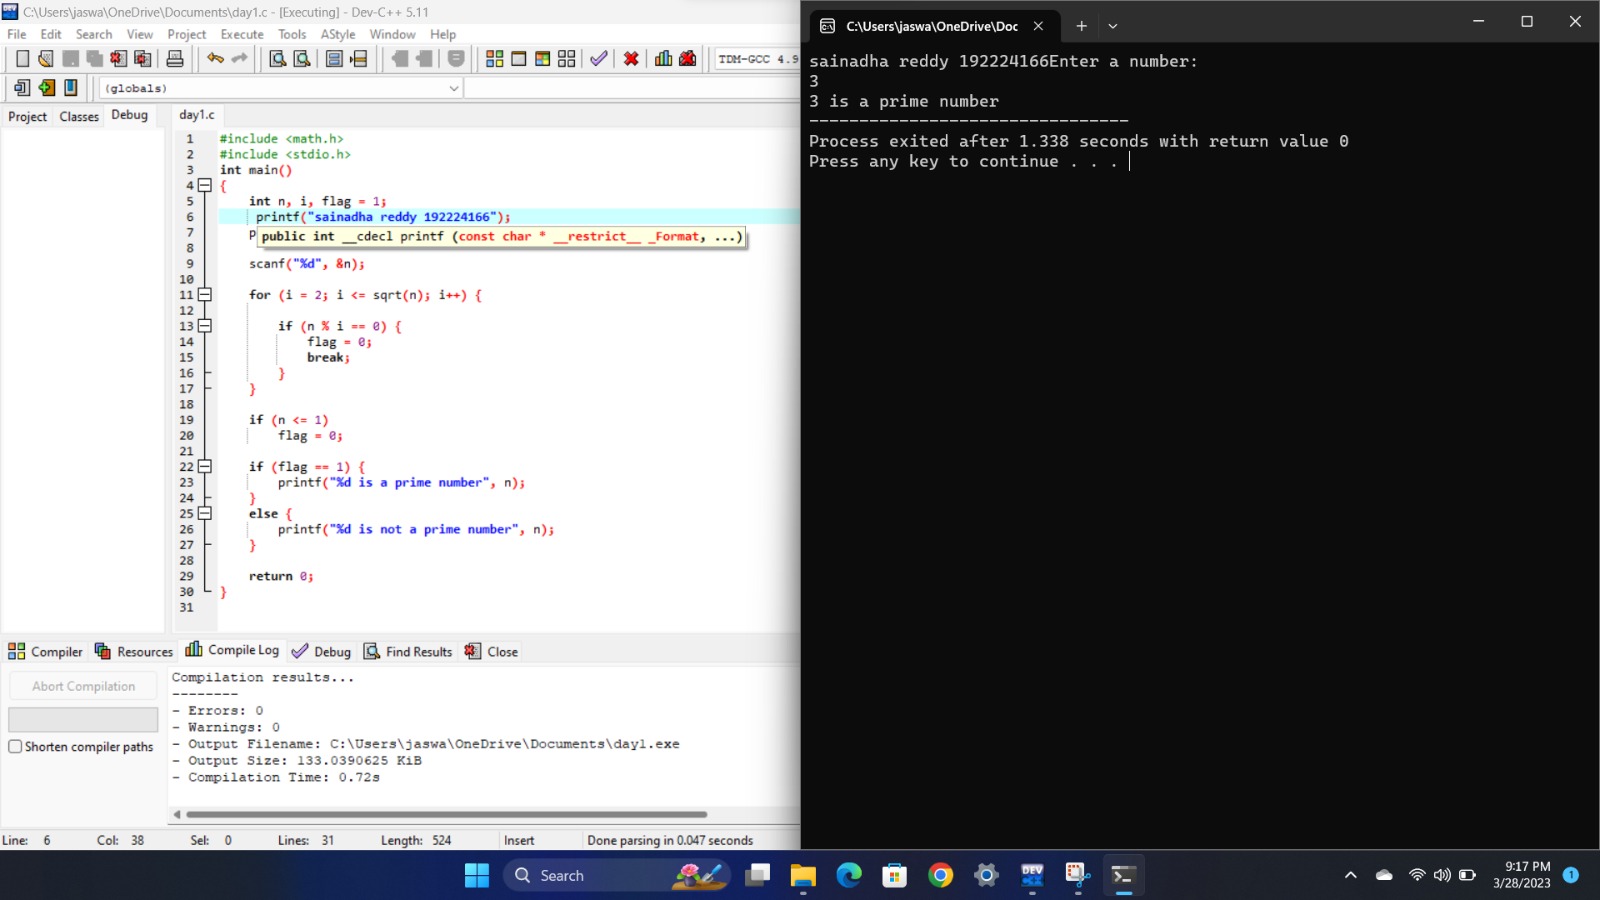 C:\Users\jaswa\OneDrive\Documents\day1.c - [Executing] - Dev-C++ 5.11
File Edit Search View Project Execute Tools AStyle Window Help
TDM-GCC 4.9
(globals)
Project Classes Debug
day1.c
1 #include <math.h>
2 #include <stdio.h>
3 int main()
4 {
5 int n, i, flag = 1;
6 printf("sainadha reddy 192224166");
7 p
public int __cdecl printf (const char * __restrict__ _Format, ...)
8
9 scanf("%d", &n);
10
11 for (i = 2; i <= sqrt(n); i++) {
12
13 if (n % i == 0) {
14 flag = 0;
15 break;
16 }
17 }
18
19 if (n <= 1)
20 flag = 0;
21
22 if (flag == 1) {
23 printf("%d is a prime number", n);
24 }
25 else {
26 printf("%d is not a prime number", n);
27 }
28
29 return 0;
30 }
31
Compiler Resources Compile Log Debug Find Results Close
Abort Compilation
Shorten compiler paths
Compilation results...
--------
- Errors: 0
- Warnings: 0
- Output Filename: C:\Users\jaswa\OneDrive\Documents\day1.exe
- Output Size: 133.0390625 KiB
- Compilation Time: 0.72s
Line: 6 Col: 38 Sel: 0 Lines: 31 Length: 524 Insert Done parsing in 0.047 seconds
C:\Users\jaswa\OneDrive\Doc
sainadha reddy 192224166Enter a number:
3
3 is a prime number
--------------------------------
Process exited after 1.338 seconds with return value 0
Press any key to continue . . .
Search
DEV
9:17 PM
3/28/2023
1